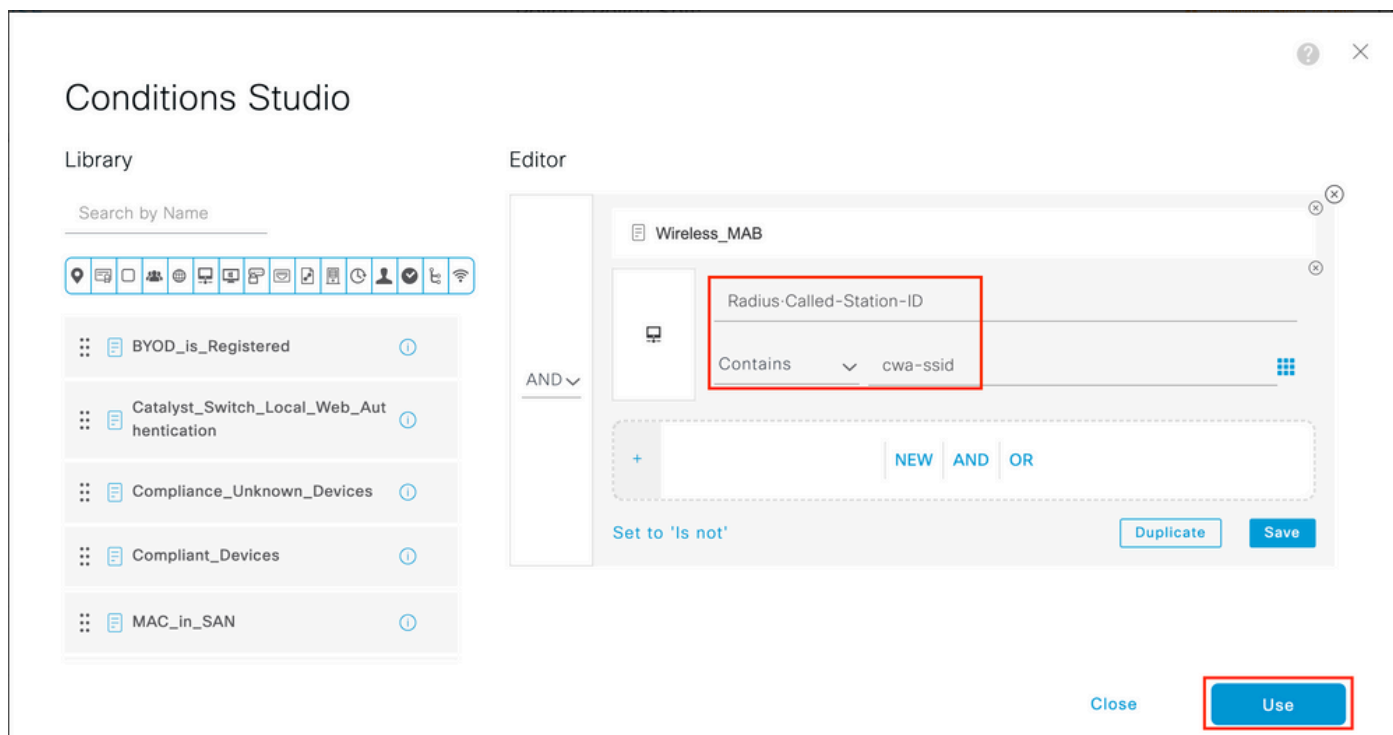 Conditions Studio
Library
Search by Name
BYOD_is_Registered
Catalyst_Switch_Local_Web_Aut
hentication
Compliance_Unknown_Devices
Compliant_Devices
MAC_in_SAN
Editor
AND
Wireless_MAB
Radius·Called-Station-ID
Contains cwa-ssid
+ NEW AND OR
Set to 'Is not' Duplicate Save
Close Use